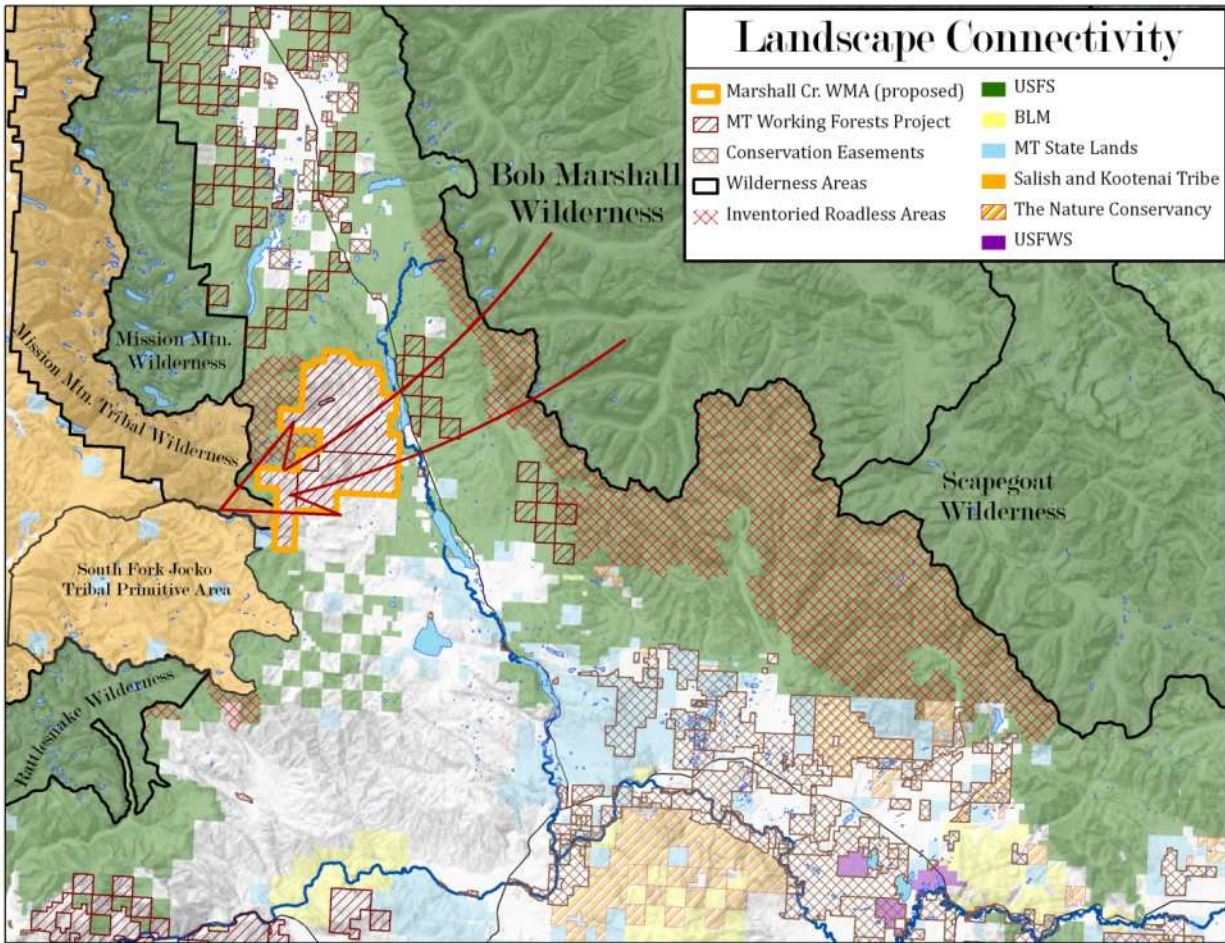 Landscape Connectivity
Marshall Cr. WMA (proposed)
MT Working Forests Project
Conservation Easements
Wilderness Areas
Inventoried Roadless Areas
USFS
BLM
MT State Lands
Salish and Kootenai Tribe
The Nature Conservancy
USFWS
Bob Marshall
Wilderness
Mission Mtn.
Wilderness
Mission Mtn. Tribal Wilderness
Scapegoat
Wilderness
South Fork Jocko
Tribal Primitive Area
Rattlesnake Wilderness